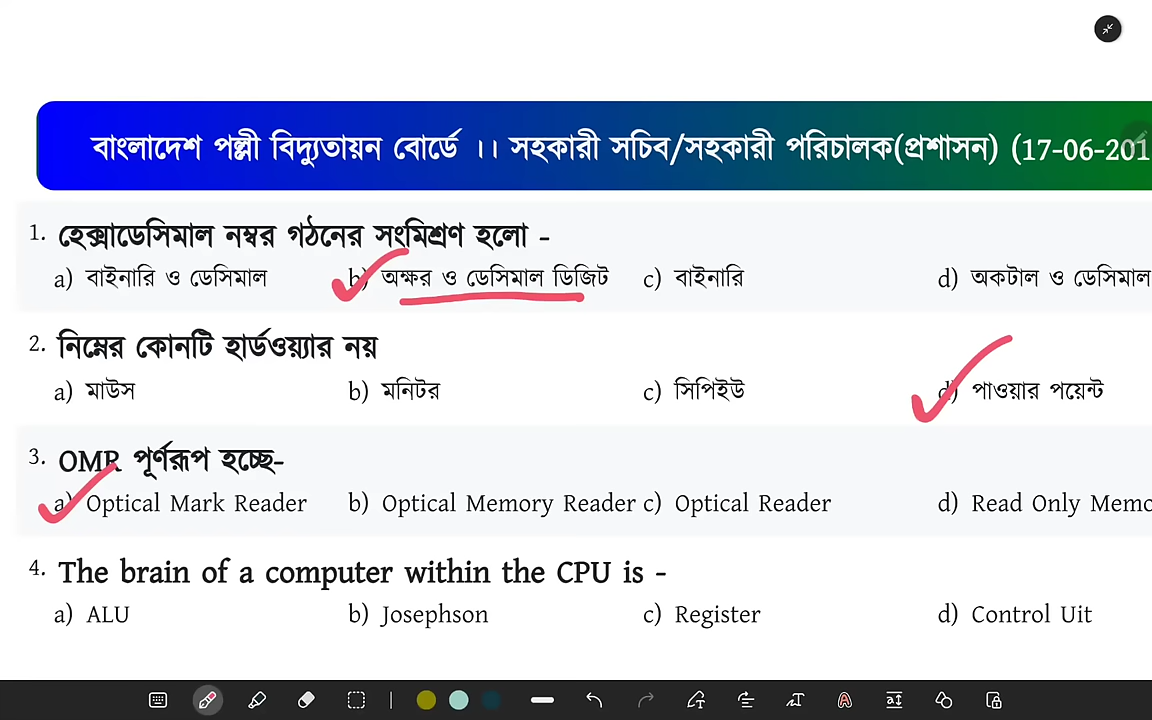 বাংলাদেশ পল্লী বিদ্যুতায়ন বোর্ডে ।। সহকারী সচিব/সহকারী পরিচালক(প্রশাসন) (17-06-201
1. হেক্সাডেসিমাল নম্বর গঠনের সংমিশ্রণ হলো -
a) বাইনারি ও ডেসিমাল b) অক্ষর ও ডেসিমাল ডিজিট c) বাইনারি d) অকটাল ও ডেসিমাল
2. নিম্নের কোনটি হার্ডওয়্যার নয়
a) মাউস b) মনিটর c) সিপিইউ d) পাওয়ার পয়েন্ট
3. OMR পূর্ণরূপ হচ্ছে-
a) Optical Mark Reader b) Optical Memory Reader c) Optical Reader d) Read Only Memo
4. The brain of a computer within the CPU is -
a) ALU b) Josephson c) Register d) Control Uit